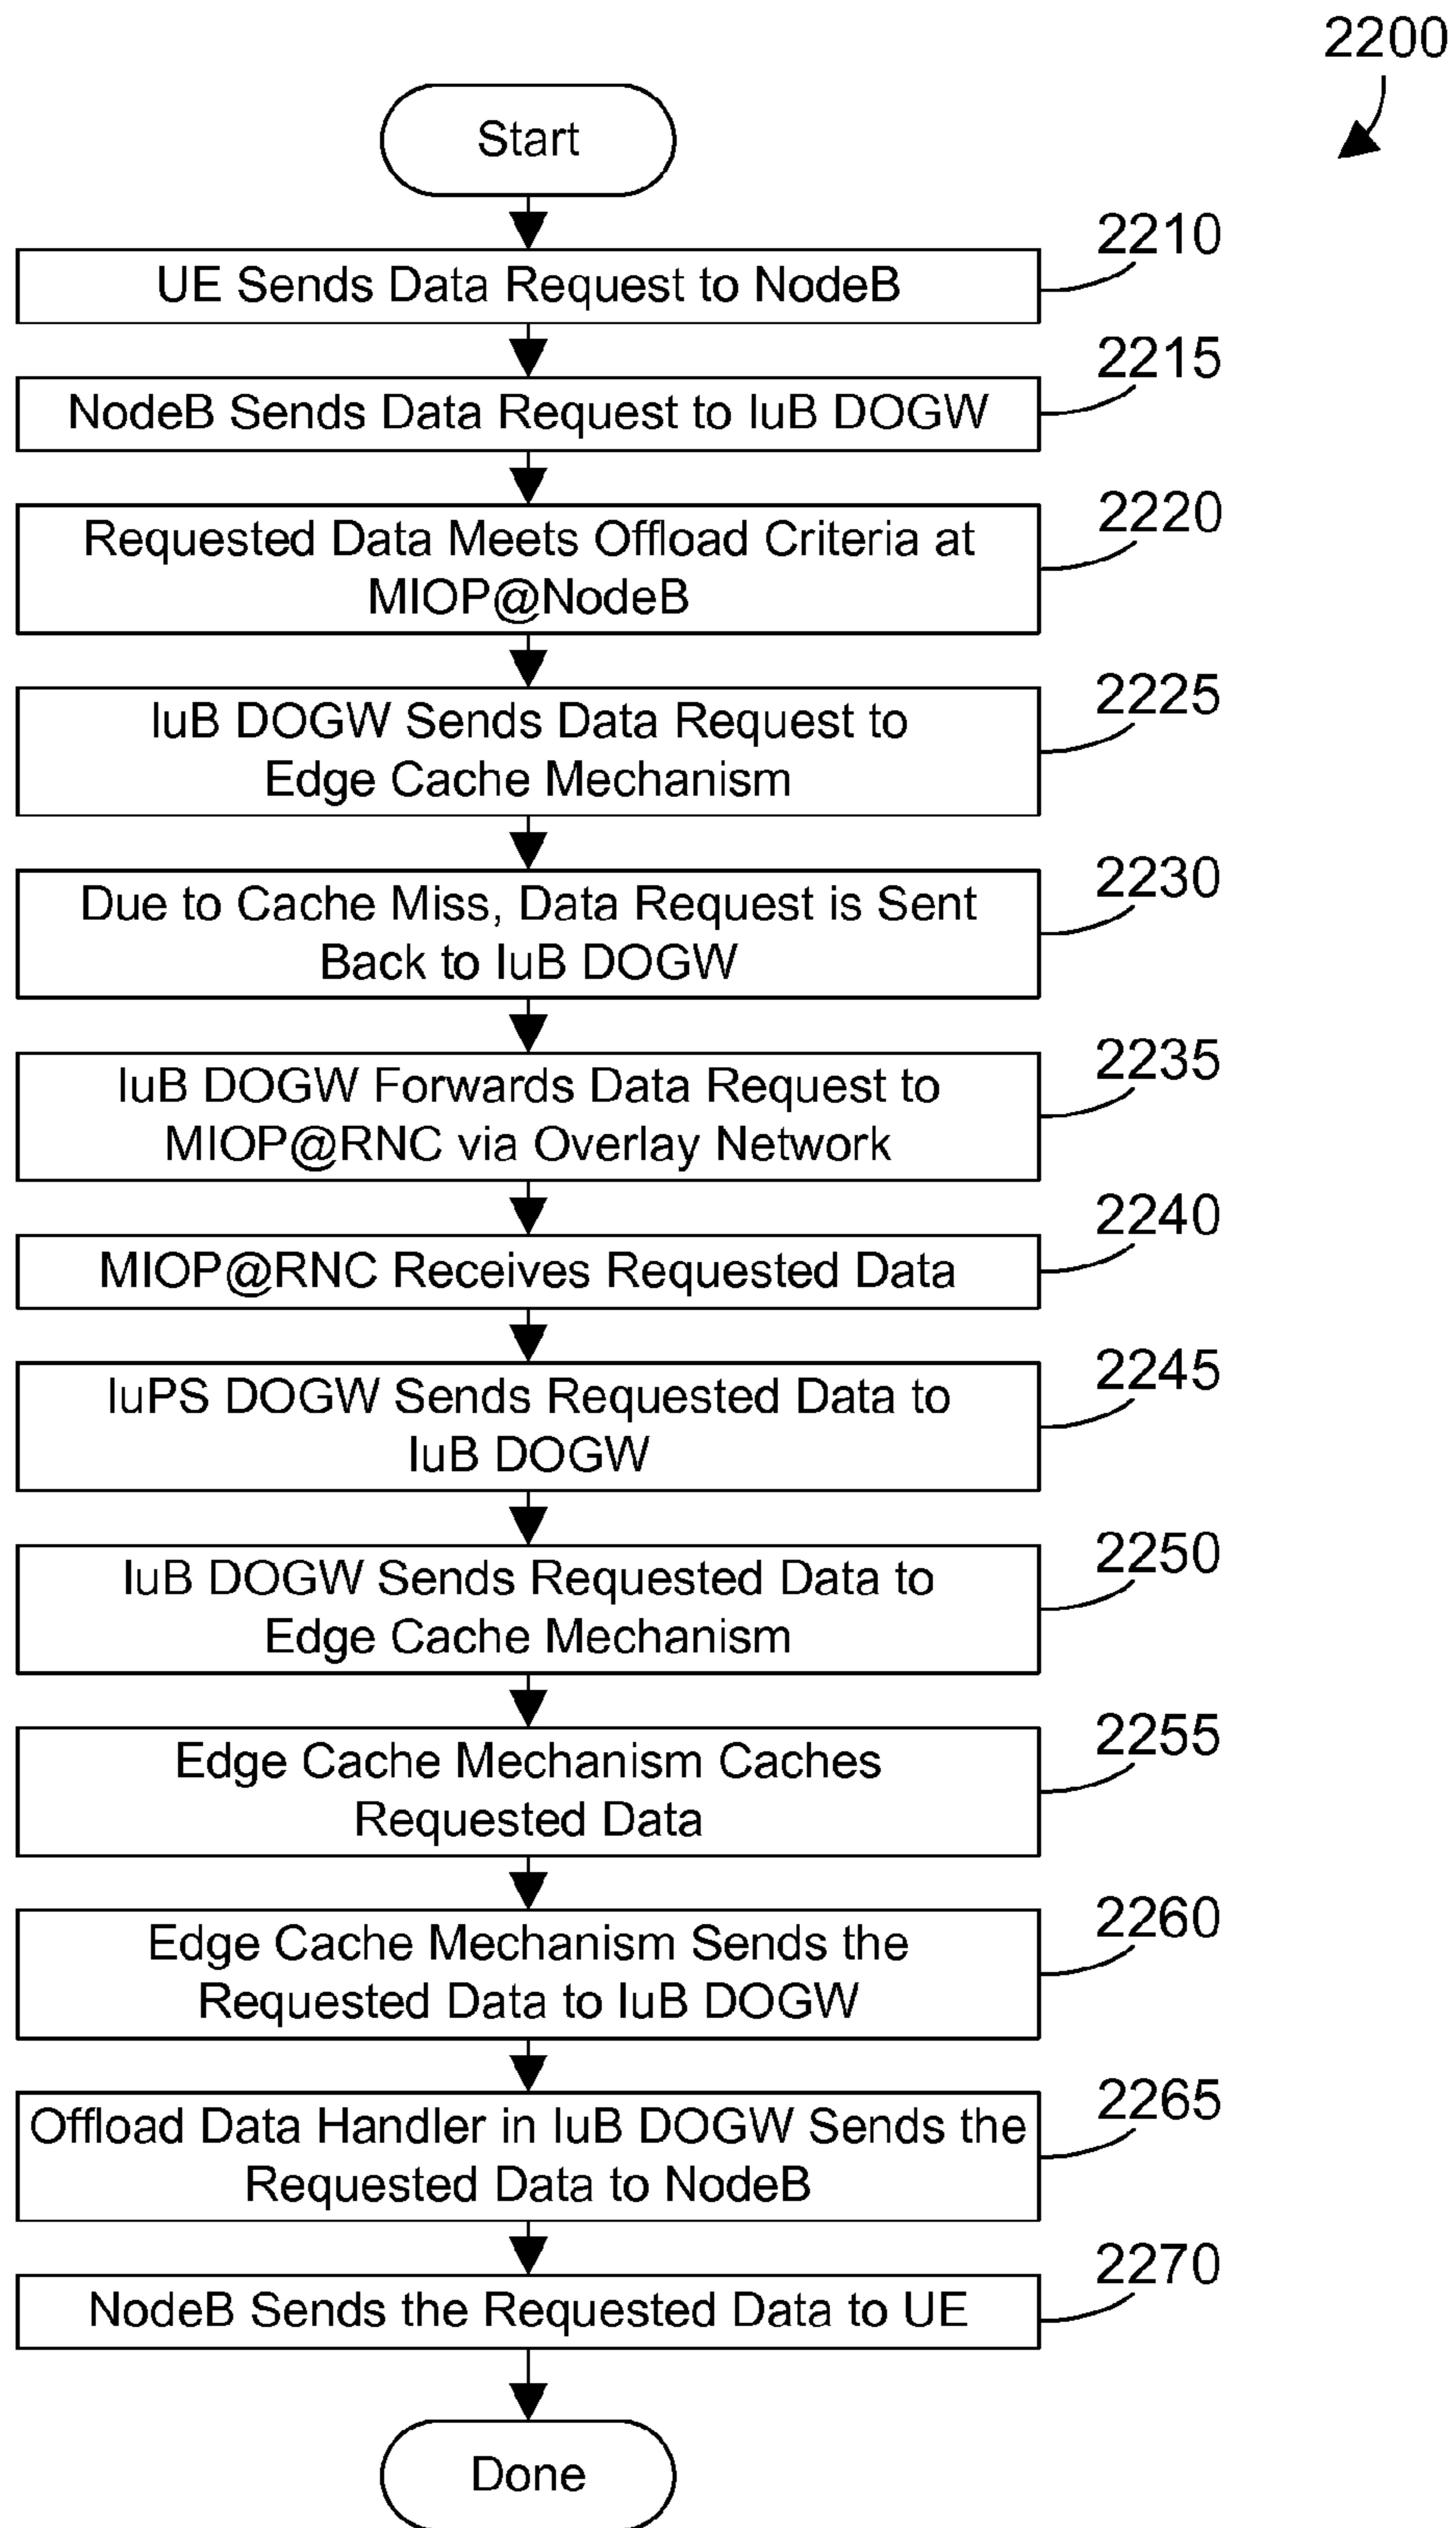 2200
Start
2210
UE Sends Data Request to NodeB
2215
NodeB Sends Data Request to IuB DOGW
2220
Requested Data Meets Offload Criteria at
MIOP@NodeB
2225
IuB DOGW Sends Data Request to
Edge Cache Mechanism
2230
Due to Cache Miss, Data Request is Sent
Back to IuB DOGW
2235
IuB DOGW Forwards Data Request to
MIOP@RNC via Overlay Network
2240
MIOP@RNC Receives Requested Data
2245
IuPS DOGW Sends Requested Data to
IuB DOGW
2250
IuB DOGW Sends Requested Data to
Edge Cache Mechanism
2255
Edge Cache Mechanism Caches
Requested Data
2260
Edge Cache Mechanism Sends the
Requested Data to IuB DOGW
2265
Offload Data Handler in IuB DOGW Sends the
Requested Data to NodeB
2270
NodeB Sends the Requested Data to UE
Done